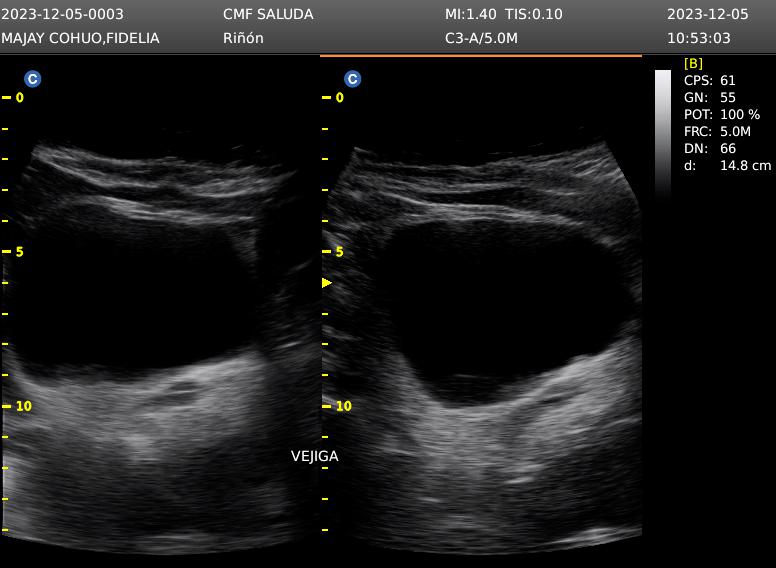 2023-12-05-0003 CMF SALUDA MI:1.40 TIS:0.10 2023-12-05
MAJAY COHUO,FIDELIA Riñón C3-A/5.0M 10:53:03
[B]
C C
CPS: 61
0 0
GN: 55
POT: 100 %
FRC: 5.0M
DN: 66
d: 14.8 cm
5 5
10 10
VEJIGA